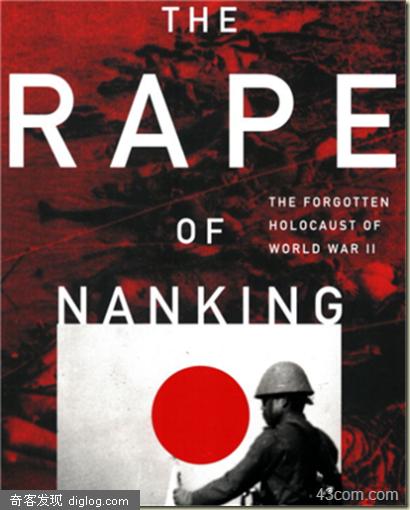 THE
RAPE
OF
THE FORGOTTEN
HOLOCAUST OF
WORLD WAR II
NANKING
奇客发现 diglog.com
43com.com